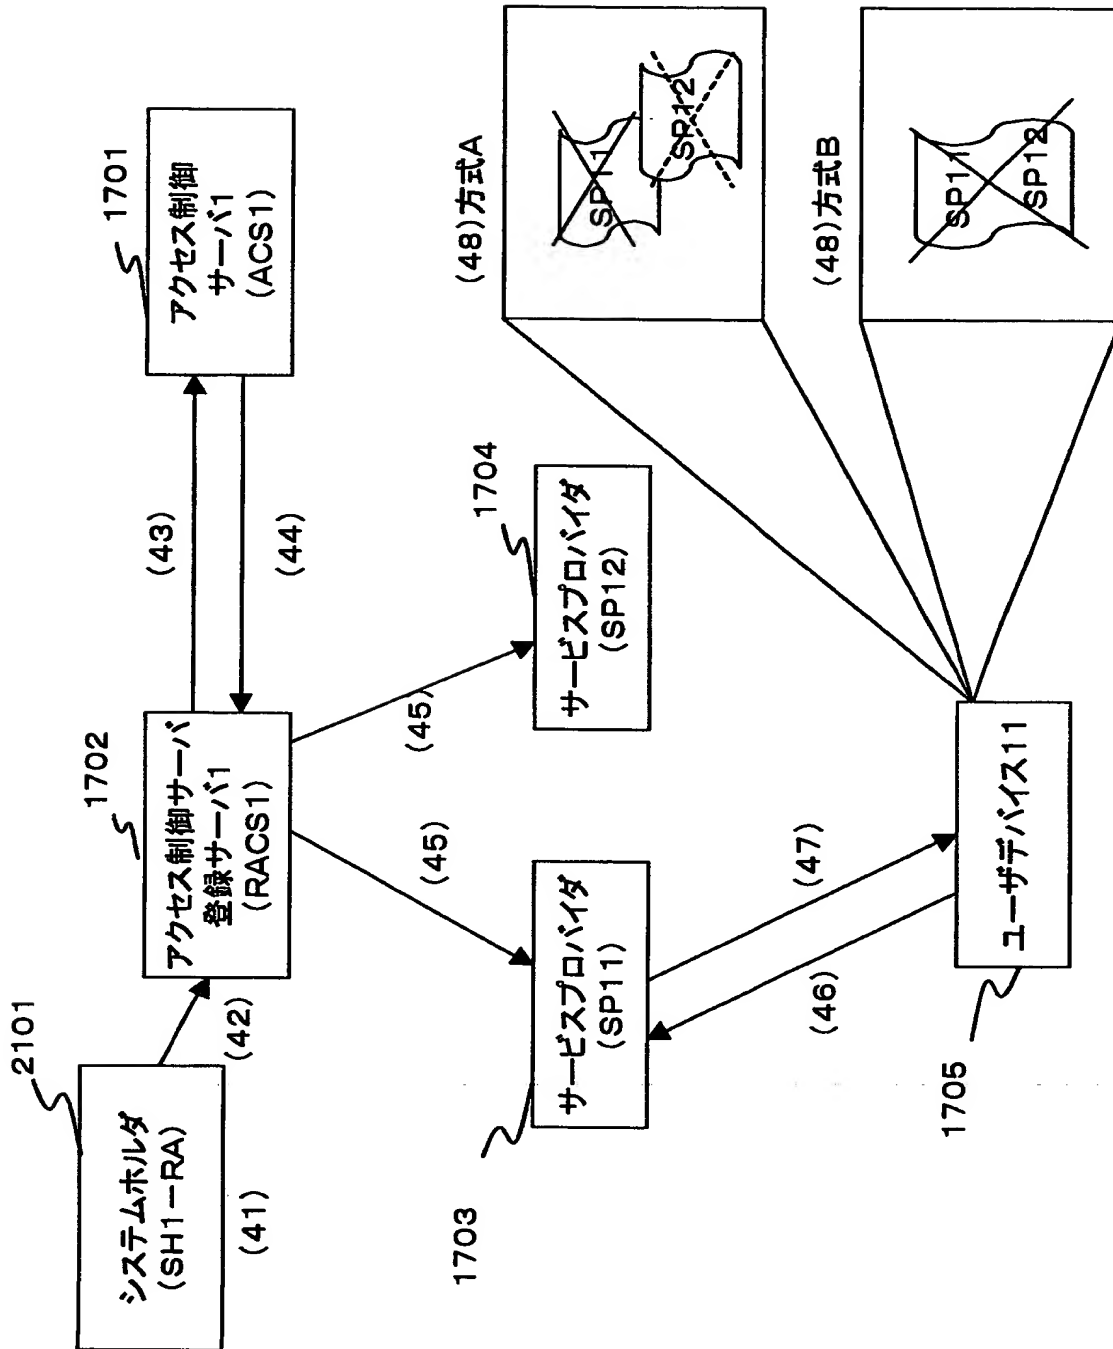 2101
システムホルダ
(SH1-RA)
(41)
(42)
1702
アクセス制御サーバ
登録サーバ1
(RACS1)
(43)
(44)
1701
アクセス制御
サーバ1
(ACS1)
(45)
(45)
1703
サービスプロバイダ
(SP11)
1704
サービスプロバイダ
(SP12)
(46)
(47)
1705
ユーザデバイス11
(48)方式A
SP11
SP12
(48)方式B
SP11
SP12